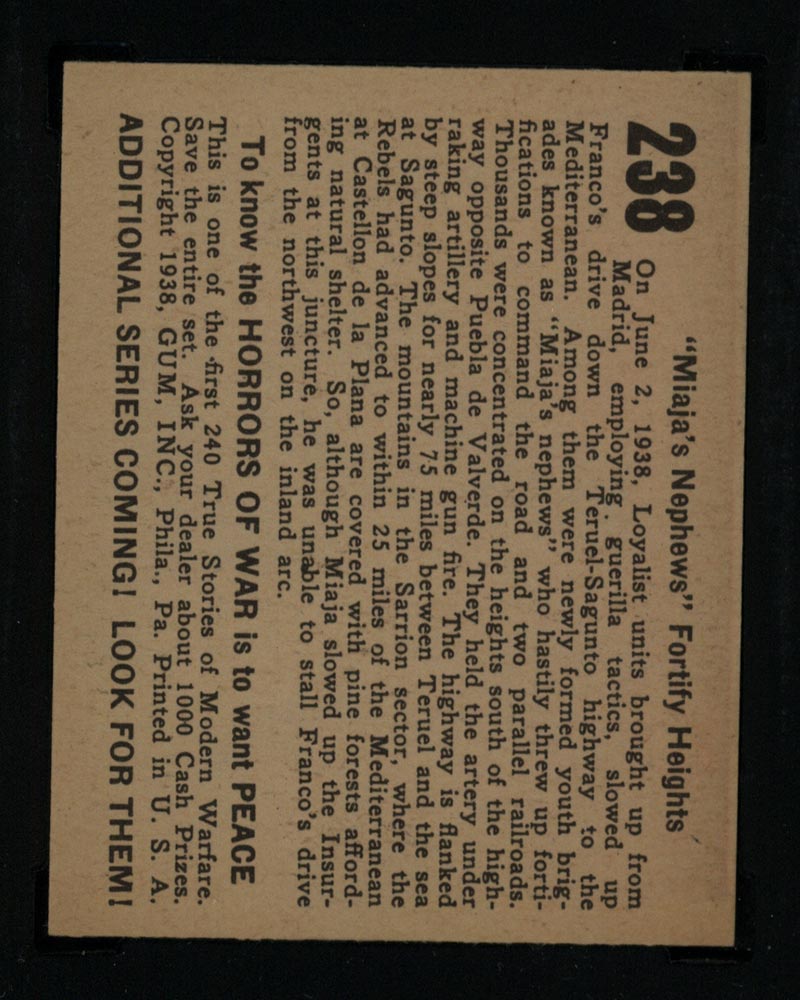 "Miaja's Nephews" Fortify Heights
238 On June 2, 1938, Loyalist units brought up from
Madrid, employing guerilla tactics, slowed up
Franco's drive down the Teruel-Sagunto highway to the
Mediterranean. Among them were newly formed youth brig-
ades known as "Miaja's nephews" who hastily threw up forti-
fications to command the road and two parallel railroads.
Thousands were concentrated on the heights south of the high-
way opposite Puebla de Valverde. They held the artery under
raking artillery and machine gun fire. The highway is flanked
by steep slopes for nearly 75 miles between Teruel and the sea
at Sagunto. The mountains in the Sarrion sector, where the
Rebels had advanced to within 25 miles of the Mediterranean
at Castellon de la Plana are covered with pine forests afford-
ing natural shelter. So, although Miaja slowed up the Insur-
gents at this juncture, he was unable to stall Franco's drive
from the northwest on the inland arc.
To know the HORRORS OF WAR is to want PEACE
This is one of the first 240 True Stories of Modern Warfare.
Save the entire set. Ask your dealer about 1000 Cash Prizes.
Copyright 1938, GUM, INC., Phila., Pa. Printed in U. S. A.
ADDITIONAL SERIES COMING! LOOK FOR THEM!